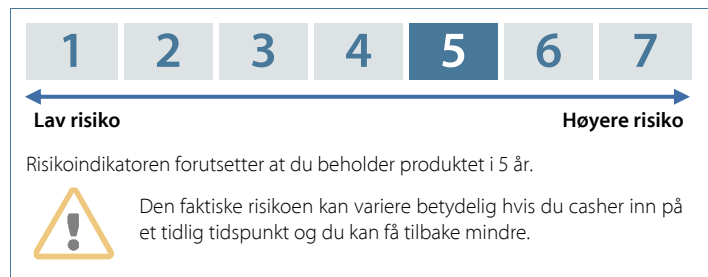 1 2 3 4 5 6 7
Lav risiko Høyere risiko
Risikoindikatoren forutsetter at du beholder produktet i 5 år.
Den faktiske risikoen kan variere betydelig hvis du casher inn på
et tidlig tidspunkt og du kan få tilbake mindre.